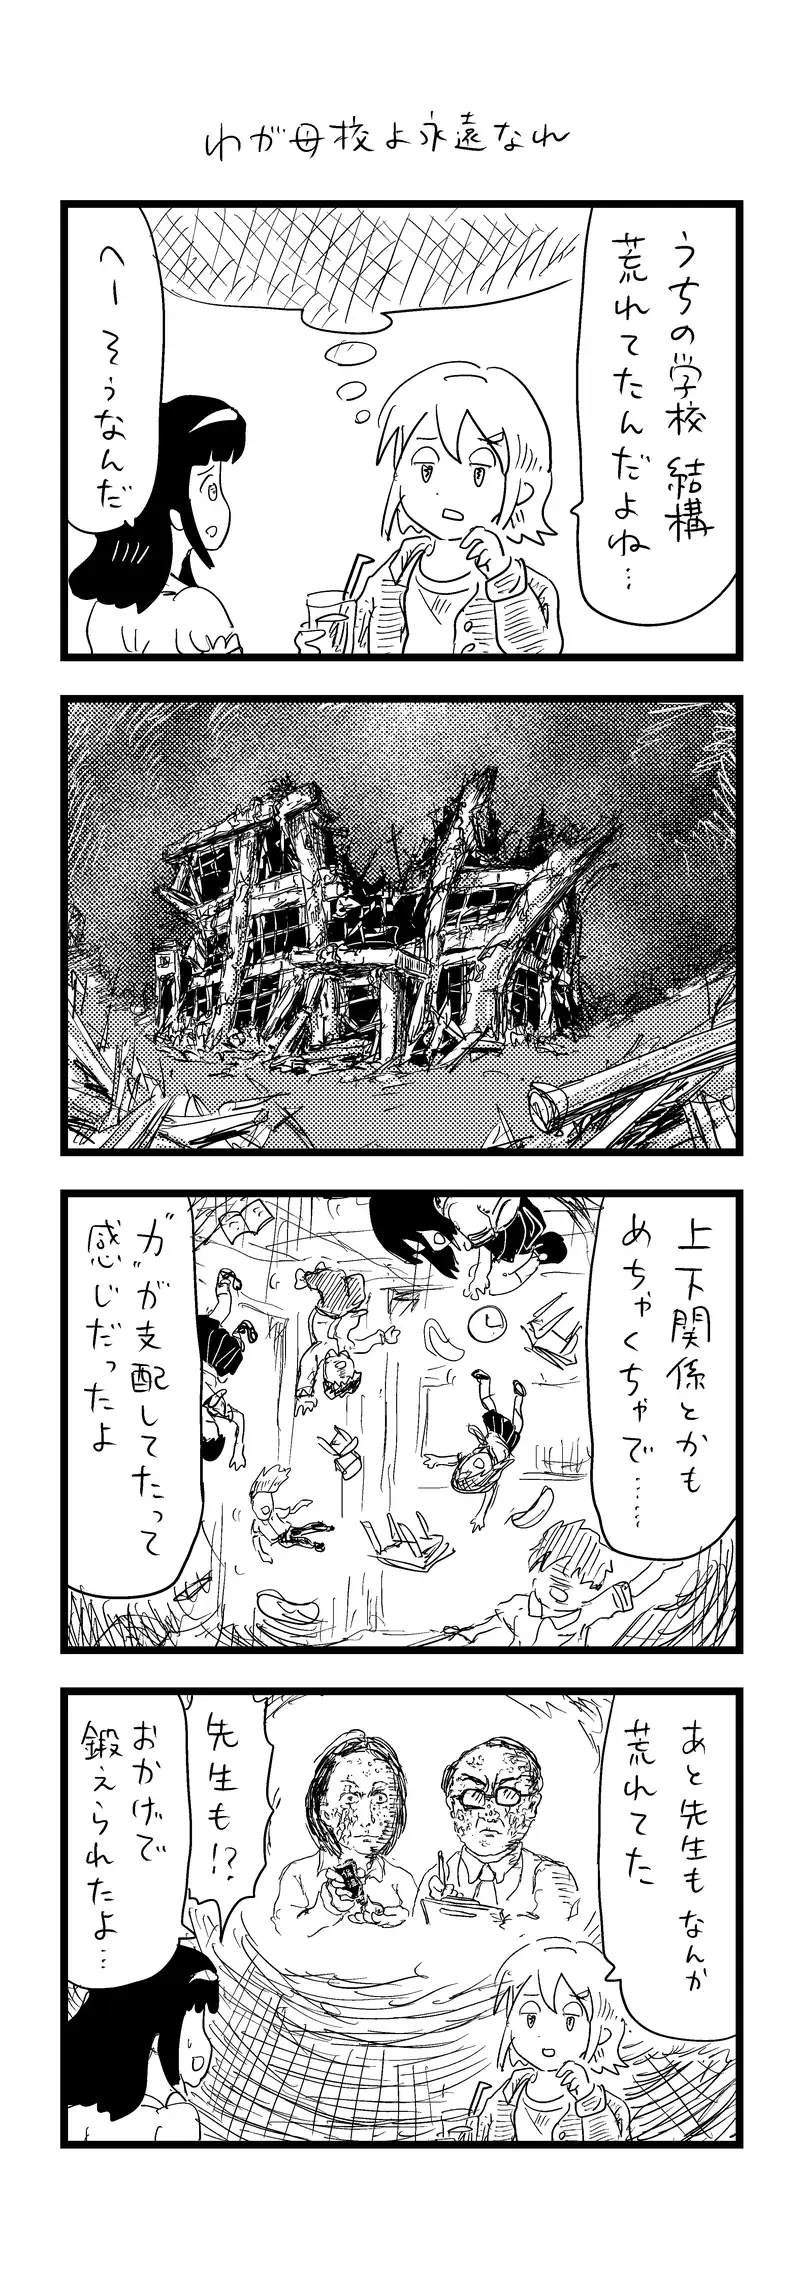 わが母校よ永遠なれ
うちの学校 結構
荒れてたんだよね…
へー そうなんだ
上下関係とかも
めちゃくちゃで……
"力"が支配してたって
感じだったよ
あと先生も なんか
荒れてた
先生も!?
おかげで
鍛えられたよ…